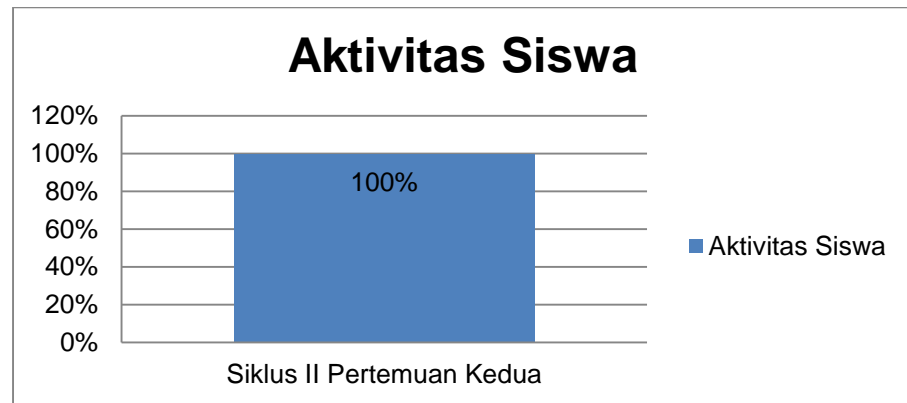 Aktivitas Siswa
120%
100%
80%
60%
40%
20%
0%
100%
Siklus II Pertemuan Kedua
Aktivitas Siswa